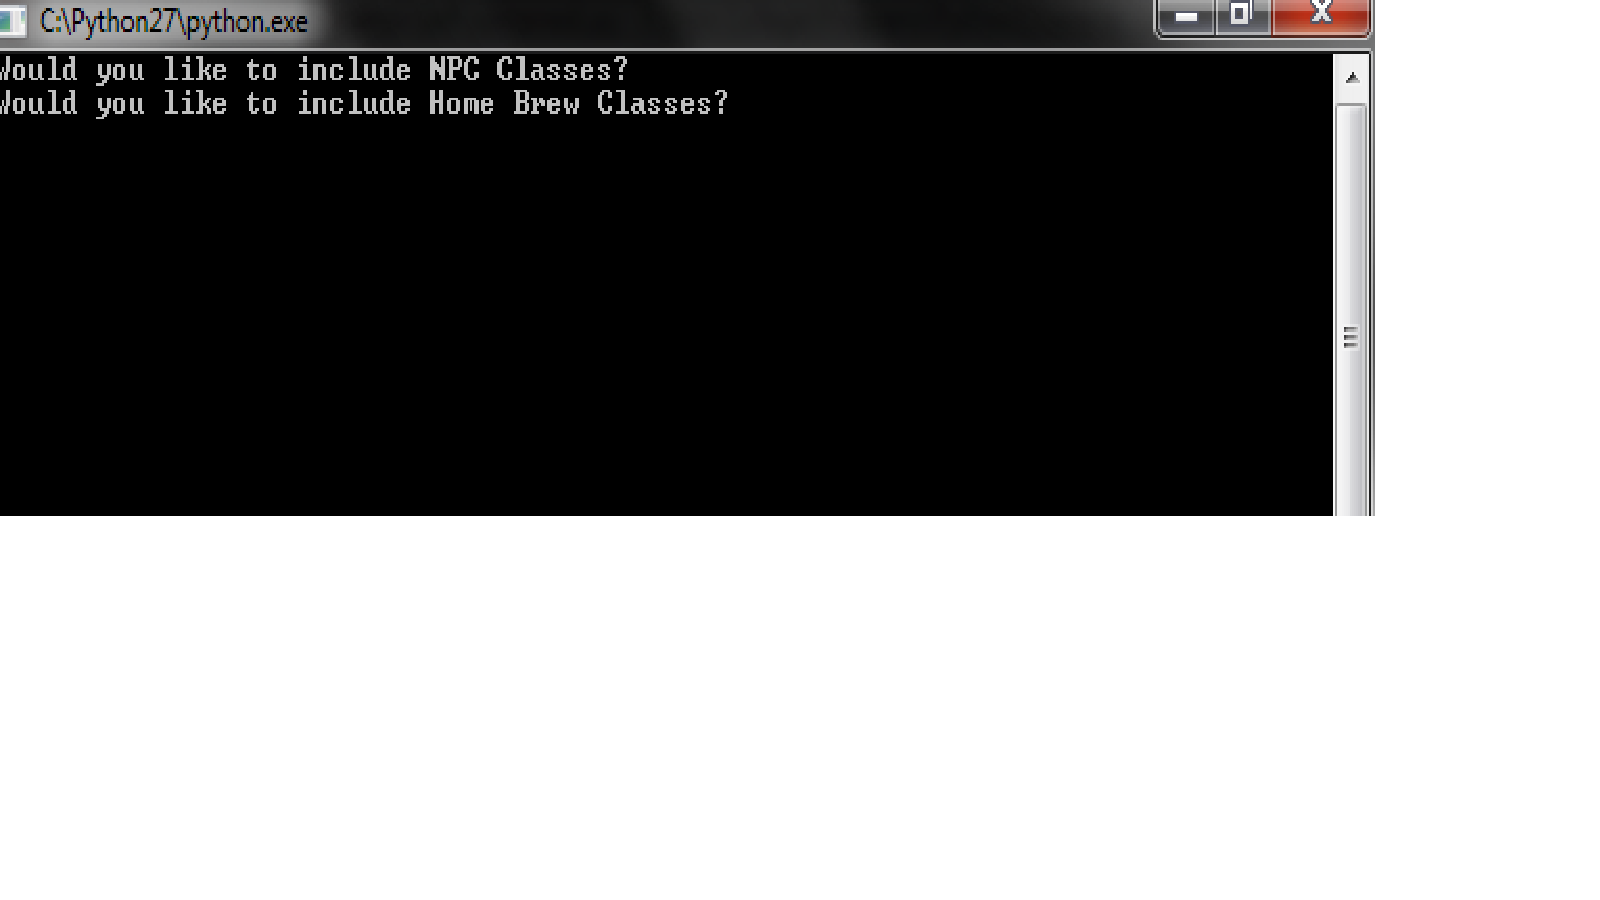 C:\Python27\python.exe
Would you like to include NPC Classes?
Would you like to include Home Brew Classes?